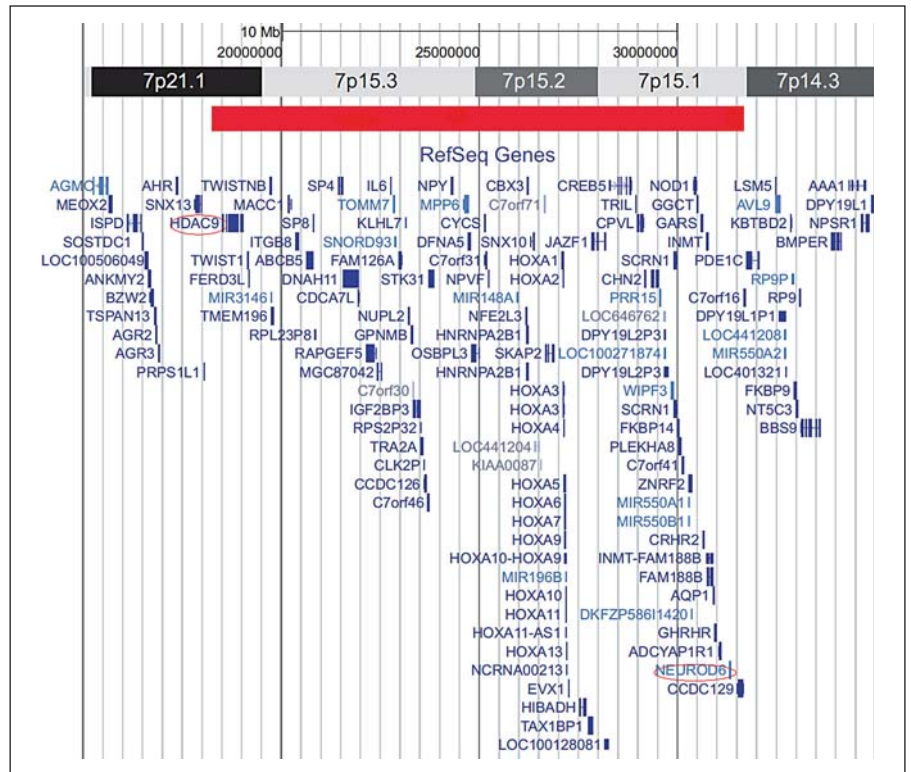 10 Mb
20000000 25000000 30000000
7p21.1 7p15.3 7p15.2 7p15.1 7p14.3
RefSeq Genes
AGMO AHR TWISTNB SP4 IL6 NPY CBX3 CREB5 NOD1 LSM5 AAA1
MEOX2 SNX13 MACC1 TOMM7 MPP6 C7orf71 TRIL GGCT AVL9 DPY19L1
ISPD HDAC9 SP8 KLHL7 CYCS CPVL GARS KBTBD2 NPSR1
SOSTDC1 ITGB8 SNORD93 DFNA5 SNX10 JAZF1 INMT BMPER
LOC100506049 TWIST1 ABCB5 FAM126A C7orf31 HOXA1 SCRN1 PDE1C
ANKMY2 FERD3L DNAH11 STK31 NPVF HOXA2 CHN2 RP9P
BZW2 MIR3146 CDCA7L MIR148A PRR15 C7orf16 RP9
TSPAN13 TMEM196 NUPL2 NFE2L3 LOC646762 DPY19L1P1
AGR2 RPL23P8 GPNMB HNRNPA2B1 DPY19L2P3 LOC441208
AGR3 RAPGEF5 OSBPL3 SKAP2 LOC100271874 MIR550A2
PRPS1L1 MGC87042 HNRNPA2B1 DPY19L2P3 LOC401321
C7orf30 HOXA3 WIPF3 FKBP9
IGF2BP3 HOXA3 SCRN1 NT5C3
RPS2P32 HOXA4 FKBP14 BBS9
TRA2A LOC441204 PLEKHA8
CLK2P KIAA0087 C7orf41
CCDC126 HOXA5 ZNRF2
C7orf46 HOXA6 MIR550A1
HOXA7 MIR550B1
HOXA9 CRHR2
HOXA10-HOXA9 INMT-FAM188B
MIR196B FAM188B
HOXA10 AQP1
HOXA11 DKFZP586I1420
HOXA11-AS1 GHRHR
HOXA13 ADCYAP1R1
NCRNA00213 NEUROD6
EVX1 CCDC129
HIBADH
TAX1BP1
LOC100128081